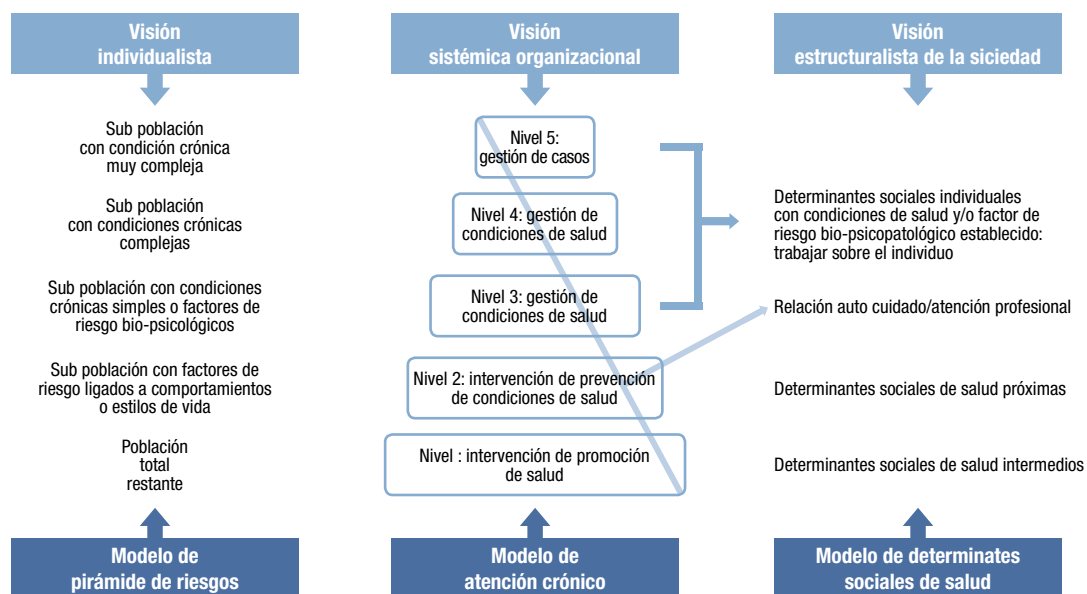 Visión
individualista
Visión
sistémica organizacional
Visión
estructuralista de la siciedad
Sub población
con condición crónica
muy compleja
Sub población
con condiciones crónicas
complejas
Sub población con condiciones
crónicas simples o factores de
riesgo bio-psicológicos
Sub población con factores de
riesgo ligados a comportamientos
o estilos de vida
Población
total
restante
Nivel 5:
gestión de casos
Nivel 4: gestión de
condiciones de salud
Nivel 3: gestión de
condiciones de salud
Nivel 2: intervención de prevención
de condiciones de salud
Nivel : intervención de promoción
de salud
Determinantes sociales individuales
con condiciones de salud y/o factor de
riesgo bio-psicopatológico establecido:
trabajar sobre el individuo
Relación auto cuidado/atención profesional
Determinantes sociales de salud próximas
Determinantes sociales de salud intermedios
Modelo de
pirámide de riesgos
Modelo de
atención crónico
Modelo de determinates
sociales de salud